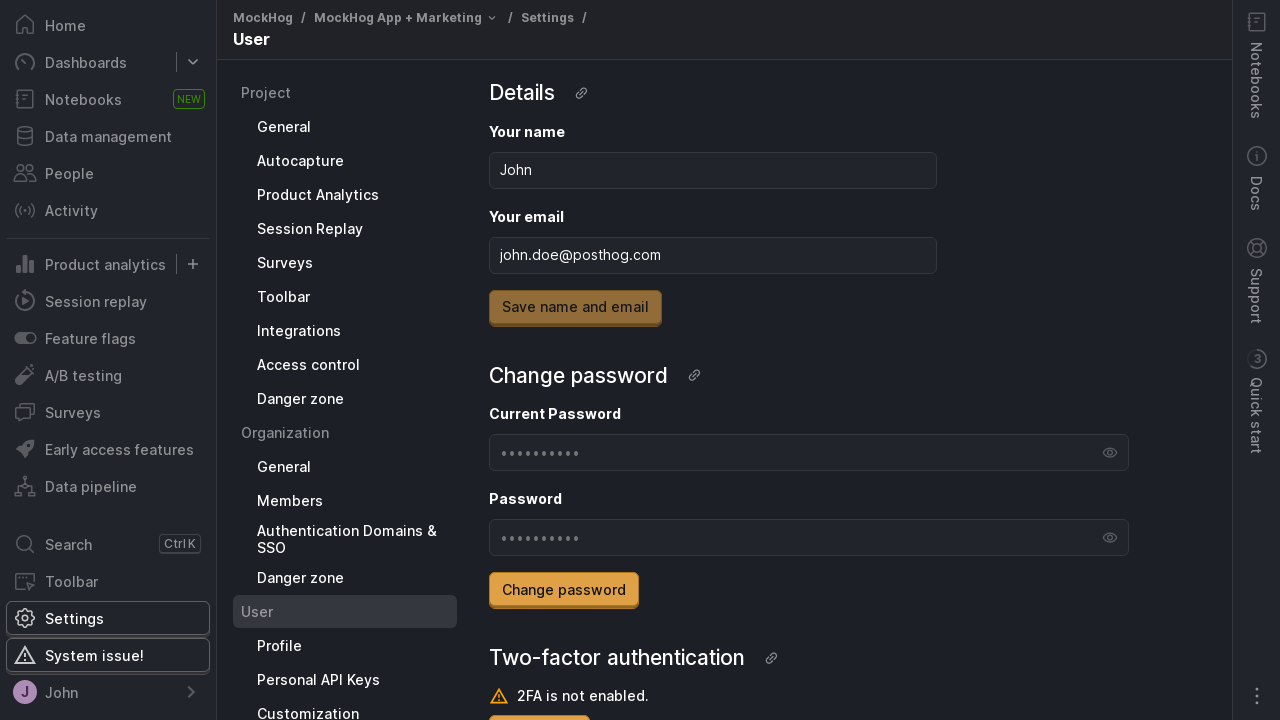 Home
Dashboards
Notebooks NEW
Data management
People
Activity
Product analytics
Session replay
Feature flags
A/B testing
Surveys
Early access features
Data pipeline
Search Ctrl K
Toolbar
Settings
System issue!
J John
MockHog / MockHog App + Marketing / Settings /
User
Project
General
Autocapture
Product Analytics
Session Replay
Surveys
Toolbar
Integrations
Access control
Danger zone
Organization
General
Members
Authentication Domains &
SSO
Danger zone
User
Profile
Personal API Keys
Customization
Details
Your name
John
Your email
john.doe@posthog.com
Save name and email
Change password
Current Password
••••••••••
Password
••••••••••
Change password
Two-factor authentication
2FA is not enabled.
Notebooks
Docs
Support
3 Quick start